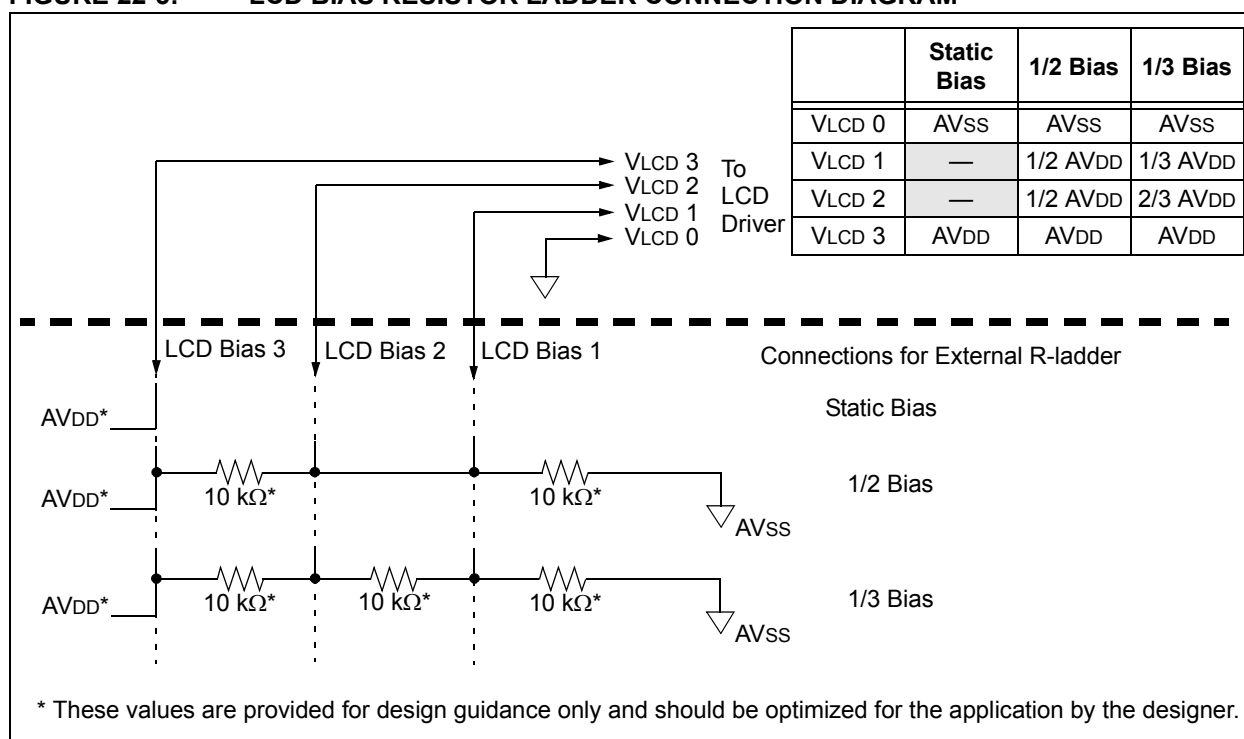 FIGURE 22-3: LCD BIAS RESISTOR LADDER CONNECTION DIAGRAM
Static Bias 1/2 Bias 1/3 Bias
VLCD 0 AVSS AVSS AVSS
VLCD 1 — 1/2 AVDD 1/3 AVDD
VLCD 2 — 1/2 AVDD 2/3 AVDD
VLCD 3 AVDD AVDD AVDD
VLCD 3
VLCD 2
VLCD 1
VLCD 0
To
LCD
Driver
LCD Bias 3 LCD Bias 2 LCD Bias 1 Connections for External R-ladder
AVDD* Static Bias
AVDD* 10 kΩ* 10 kΩ* AVSS 1/2 Bias
AVDD* 10 kΩ* 10 kΩ* 10 kΩ* AVSS 1/3 Bias
* These values are provided for design guidance only and should be optimized for the application by the designer.